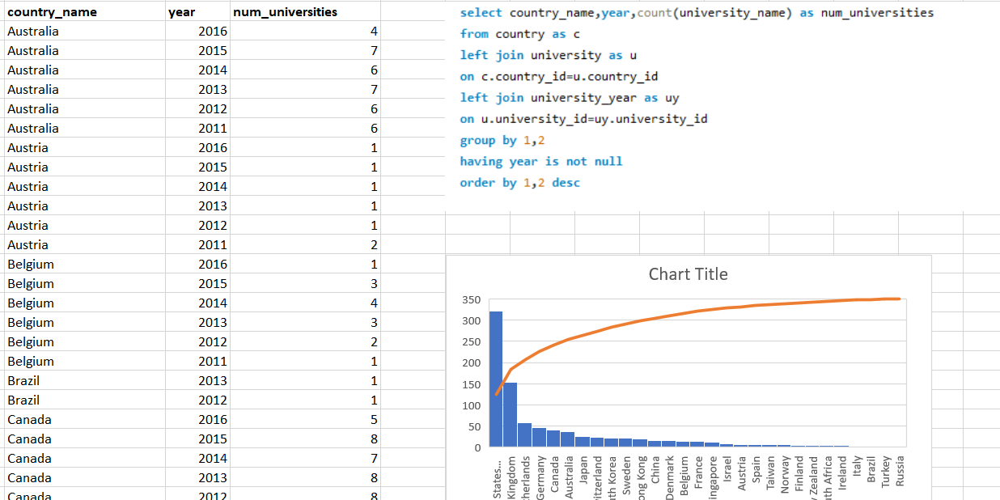 country_name year num_universities
Australia 2016 4
Australia 2015 7
Australia 2014 6
Australia 2013 7
Australia 2012 6
Australia 2011 6
Austria 2016 1
Austria 2015 1
Austria 2014 1
Austria 2013 1
Austria 2012 1
Austria 2011 2
Belgium 2016 1
Belgium 2015 3
Belgium 2014 4
Belgium 2013 3
Belgium 2012 2
Belgium 2011 1
Brazil 2013 1
Brazil 2012 1
Canada 2016 5
Canada 2015 8
Canada 2014 7
Canada 2013 8
Canada 2012 8
select country_name,year,count(university_name) as num_universities
from country as c
left join university as u
on c.country_id=u.country_id
left join university_year as uy
on u.university_id=uy.university_id
group by 1,2
having year is not null
order by 1,2 desc
Chart Title
350
300
250
200
150
100
50
0
States...
Kingdom
therlands
Germany
Canada
Australia
Japan
vitzerland
uth Korea
Sweden
ong Kong
China
Denmark
Belgium
France
ingapore
Israel
Austria
Spain
Taiwan
Norway
Finland
Zealand
uth Africa
Ireland
Italy
Brazil
Turkey
Russia